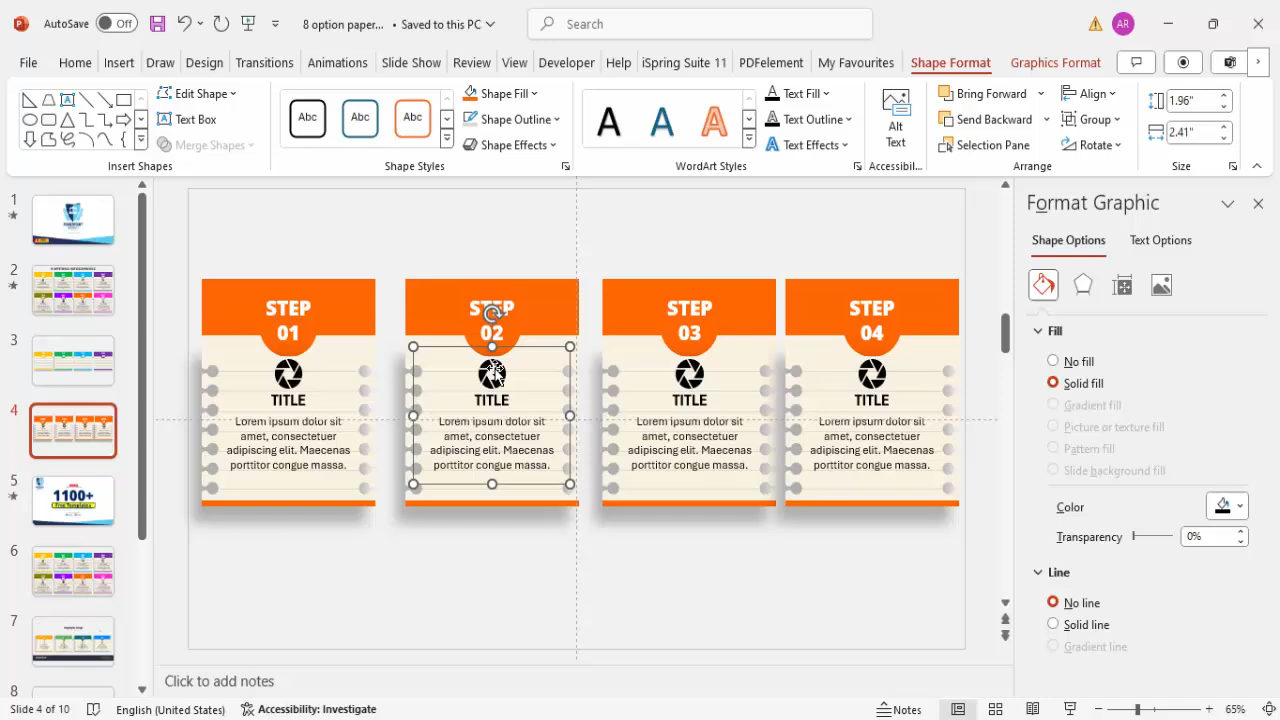 AutoSave Off 8 option paper... • Saved to this PC Search AR
File Home Insert Draw Design Transitions Animations Slide Show Review View Developer Help iSpring Suite 11 PDFelement My Favourites Shape Format Graphics Format
Edit Shape
Text Box
Merge Shapes
Insert Shapes
Abc Abc Abc
Shape Fill
Shape Outline
Shape Effects
Shape Styles
A A A
Text Fill
Text Outline
Text Effects
WordArt Styles
Alt
Text
Accessibil...
Bring Forward
Send Backward
Selection Pane
Align
Group
Rotate
Arrange
1.96"
2.41"
Size
1
2
3
4
5
1100+
6
7
8
STEP
01
TITLE
Lorem ipsum dolor sit
amet, consectetuer
adipiscing elit. Maecenas
porttitor congue massa.
STEP
02
TITLE
Lorem ipsum dolor sit
amet, consectetuer
adipiscing elit. Maecenas
porttitor congue massa.
STEP
03
TITLE
Lorem ipsum dolor sit
amet, consectetuer
adipiscing elit. Maecenas
porttitor congue massa.
STEP
04
TITLE
Lorem ipsum dolor sit
amet, consectetuer
adipiscing elit. Maecenas
porttitor congue massa.
Click to add notes
Format Graphic
Shape Options Text Options
Fill
No fill
Solid fill
Gradient fill
Picture or texture fill
Pattern fill
Slide background fill
Color
Transparency 0%
Line
No line
Solid line
Gradient line
Slide 4 of 10 English (United States) Accessibility: Investigate Notes 65%